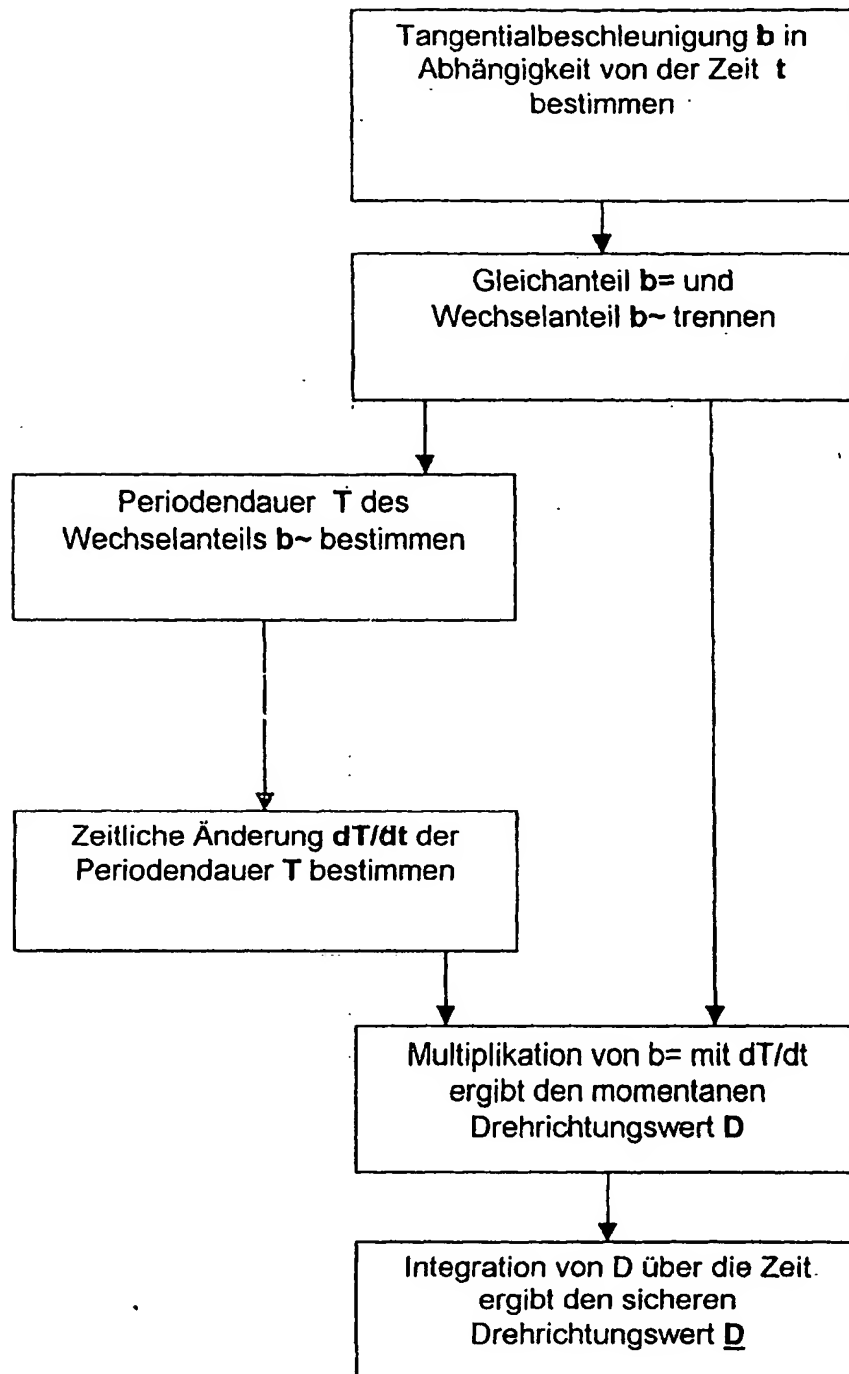 Tangentialbeschleunigung b in
Abhängigkeit von der Zeit t
bestimmen
Gleichanteil b= und
Wechselanteil b~ trennen
Periodendauer T des
Wechselanteils b~ bestimmen
Zeitliche Änderung dT/dt der
Periodendauer T bestimmen
Multiplikation von b= mit dT/dt
ergibt den momentanen
Drehrichtungswert D
Integration von D über die Zeit
ergibt den sicheren
Drehrichtungswert D